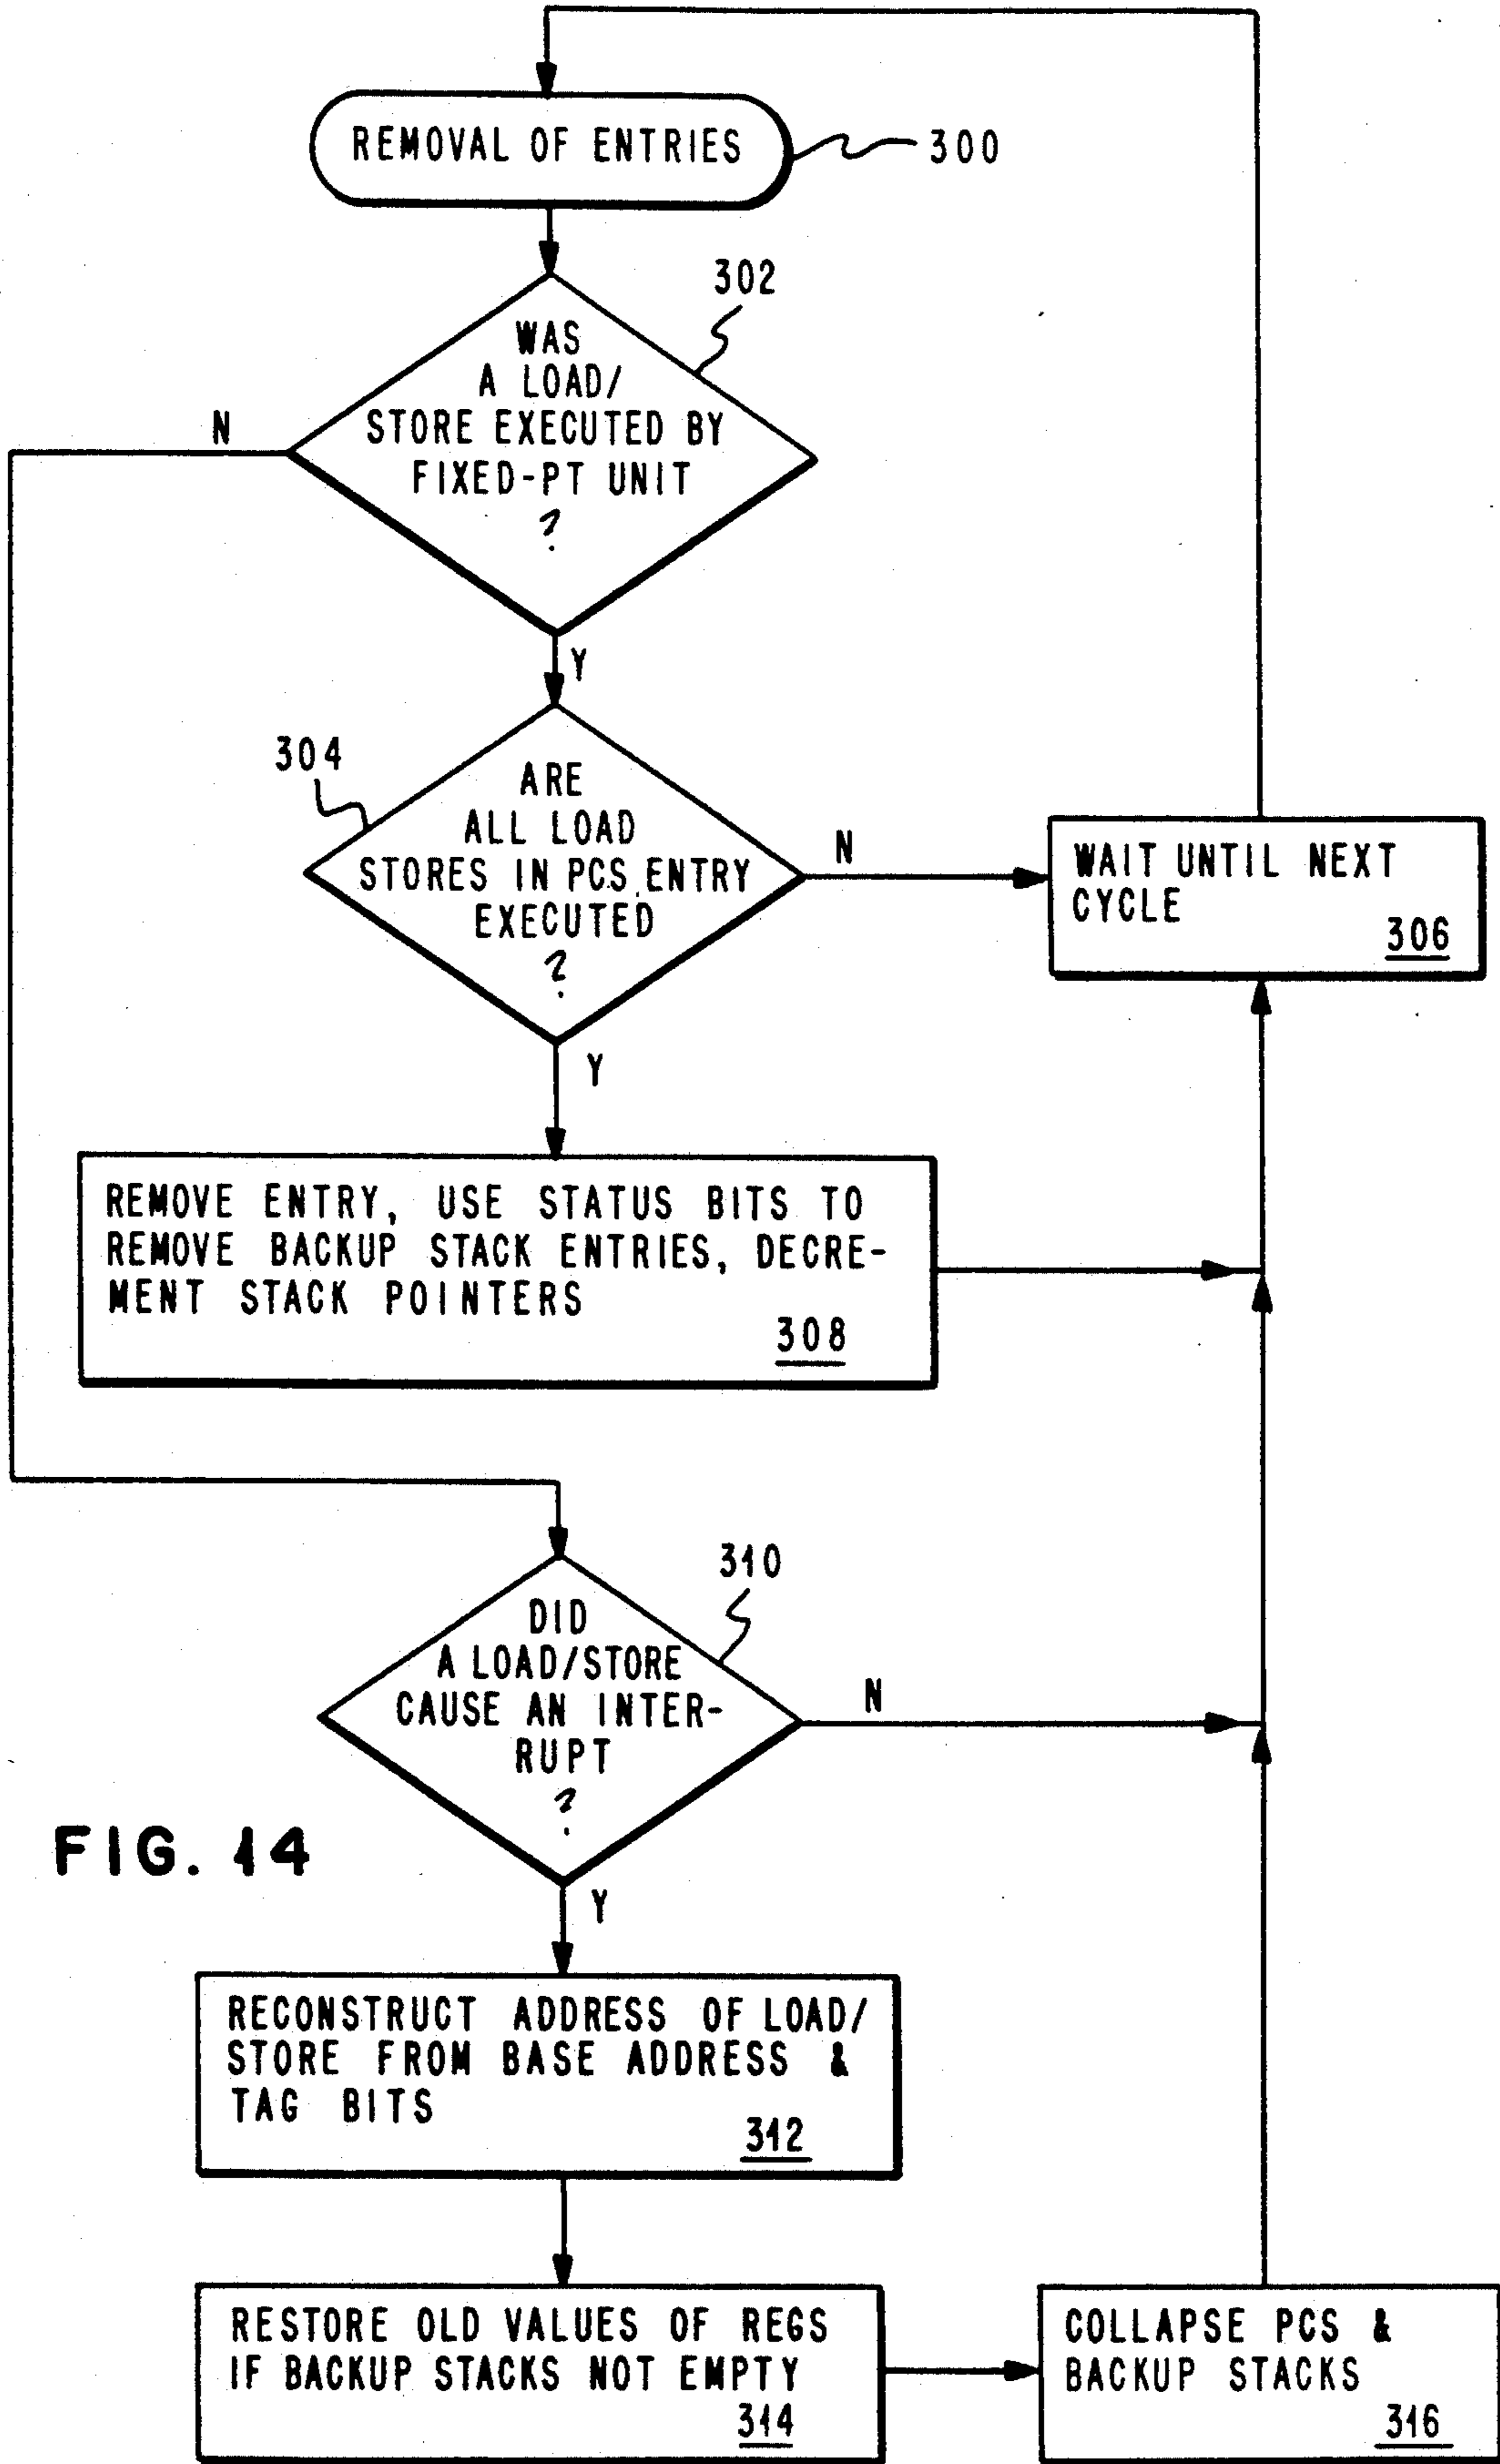 REMOVAL OF ENTRIES
300
302
WAS
A LOAD/
STORE EXECUTED BY
FIXED-PT UNIT
?
N
Y
304
ARE
ALL LOAD
STORES IN PCS ENTRY
EXECUTED
?
N
WAIT UNTIL NEXT
CYCLE
306
Y
REMOVE ENTRY, USE STATUS BITS TO
REMOVE BACKUP STACK ENTRIES, DECRE-
MENT STACK POINTERS
308
310
DID
A LOAD/STORE
CAUSE AN INTER-
RUPT
?
N
FIG. 14
Y
RECONSTRUCT ADDRESS OF LOAD/
STORE FROM BASE ADDRESS &
TAG BITS
312
RESTORE OLD VALUES OF REGS
IF BACKUP STACKS NOT EMPTY
314
COLLAPSE PCS &
BACKUP STACKS
316